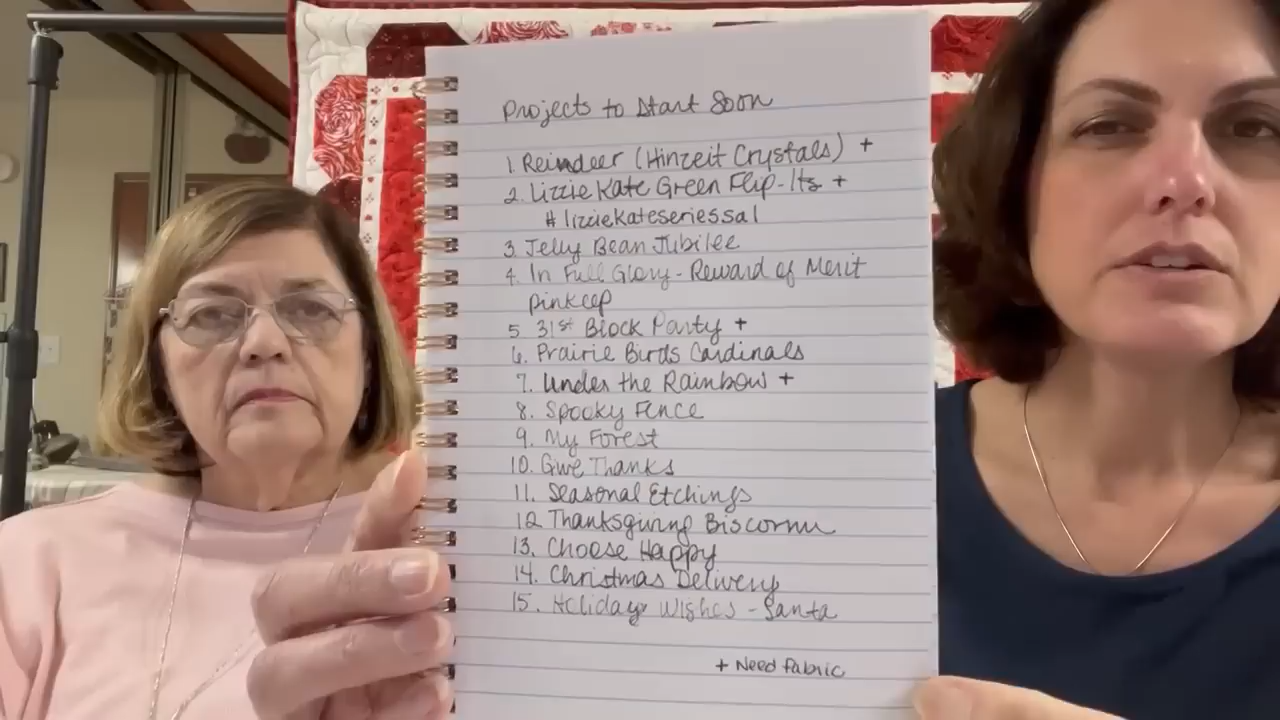 Projects to Start Soon
1. Reindeer (Hinzeit Crystals) +
2. Lizzie Kate Green Flip-Its +
#lizziekateseriessal
3. Jelly Bean Jubilee
4. In Full Glory - Reward of Merit
pinkeep
5. 31st Block Party +
6. Prairie Birds Cardinals
7. Under the Rainbow +
8. Spooky Fence
9. My Forest
10. Give Thanks
11. Seasonal Etchings
12. Thanksgiving Biscornu
13. Choose Happy
14. Christmas Delivery
15. Holiday Wishes - Santa
+ Need fabric